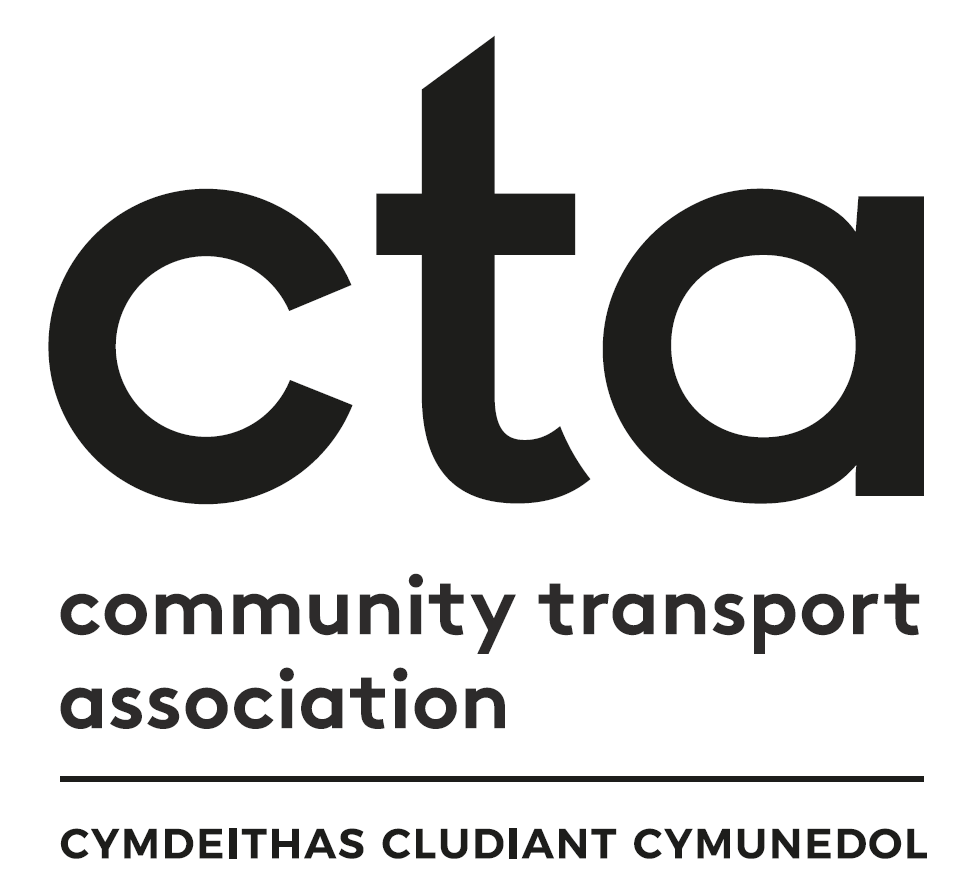 cta
community transport
association
CYMDEITHAS CLUDIANT CYMUNEDOL